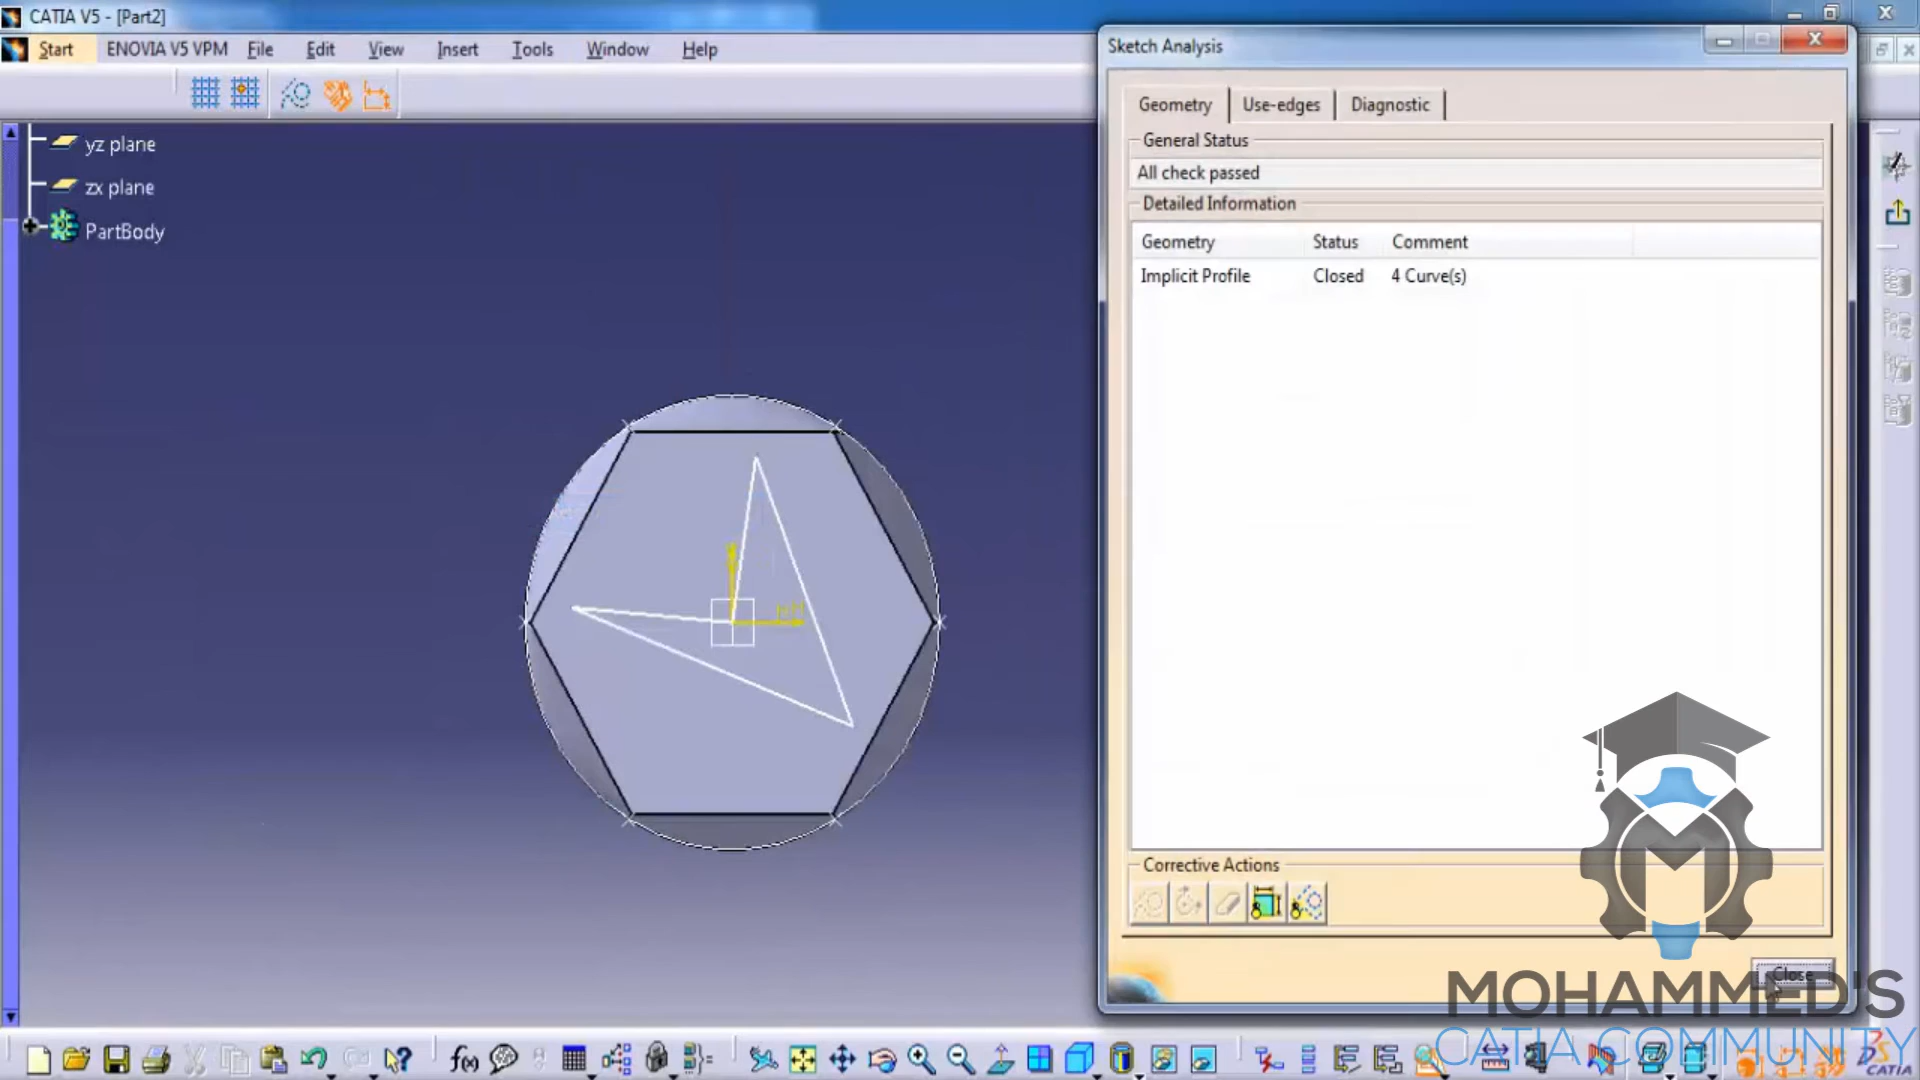 CATIA V5 - [Part2]
Start ENOVIA V5 VPM File Edit View Insert Tools Window Help
yz plane
zx plane
PartBody
Sketch Analysis
Geometry Use-edges Diagnostic
General Status
All check passed
Detailed Information
Geometry Status Comment
Implicit Profile Closed 4 Curve(s)
Corrective Actions
Close
MOHAMMED'S
CATIA COMMUNITY
f(x)
CATIA